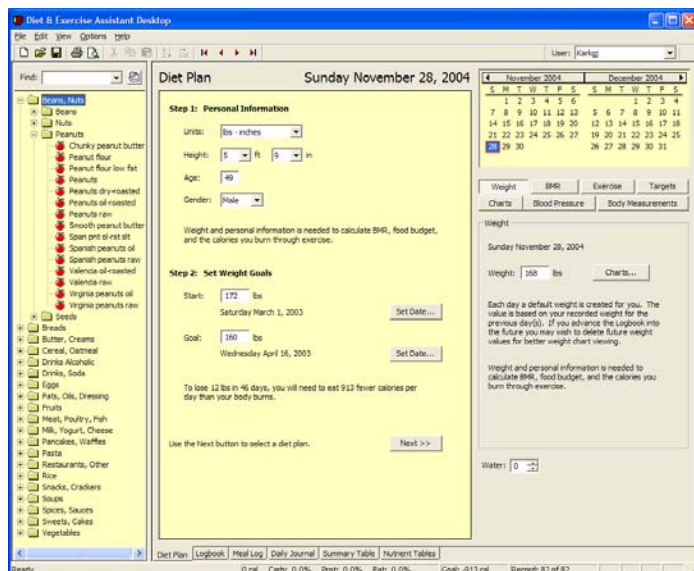 Diet & Exercise Assistant Desktop
File Edit View Options Help
User: Karkgj
Find:
Beans, Nuts
Beans
Nuts
Peanuts
Chunky peanut butter
Peanut flour
Peanut flour low fat
Peanuts
Peanuts dry-roasted
Peanuts oil-roasted
Peanuts raw
Smooth peanut butter
Span pnt oil-rst slt
Spanish peanuts oil
Spanish peanuts raw
Valencia oil-roasted
Valencia raw
Virginia peanuts oil
Virginia peanuts raw
Seeds
Breads
Butter, Creams
Cereal, Oatmeal
Drinks Alcoholic
Drinks, Soda
Eggs
Fats, Oils, Dressing
Fruits
Meat, Poultry, Fish
Milk, Yogurt, Cheese
Pancakes, Waffles
Pasta
Restaurants, Other
Rice
Snacks, Crackers
Soups
Spices, Sauces
Sweets, Cakes
Vegetables
Diet Plan Sunday November 28, 2004
Step 1: Personal Information
Units: lbs - inches
Height: 5 ft 9 in
Age: 49
Gender: Male
Weight and personal information is needed to calculate BMR, food budget,
and the calories you burn through exercise.
Step 2: Set Weight Goals
Start: 172 lbs
Saturday March 1, 2003 Set Date...
Goal: 160 lbs
Wednesday April 16, 2003 Set Date...
To lose 12 lbs in 46 days, you will need to eat 913 fewer calories per
day than your body burns.
Use the Next button to select a diet plan. Next >>
Diet Plan Logbook Meal Log Daily Journal Summary Table Nutrient Tables
November 2004 December 2004
S M T W T F S S M T W T F S
1 2 3 4 5 6 1 2 3 4
7 8 9 10 11 12 13 5 6 7 8 9 10 11
14 15 16 17 18 19 20 12 13 14 15 16 17 18
21 22 23 24 25 26 27 19 20 21 22 23 24 25
28 29 30 26 27 28 29 30 31
Weight BMR Exercise Targets
Charts Blood Pressure Body Measurements
Weight
Sunday November 28, 2004
Weight: 168 lbs Charts...
Each day a default weight is created for you. The
value is based on your recorded weight for the
previous day(s). If you advance the Logbook into
the future you may wish to delete future weight
values for better weight chart viewing.
Weight and personal information is needed to
calculate BMR, food budget, and the calories you
burn through exercise.
Water: 0
Ready 0 cal Carb: 0.0% Prot: 0.0% Fat: 0.0% Goal: -913 cal Record: 82 of 82